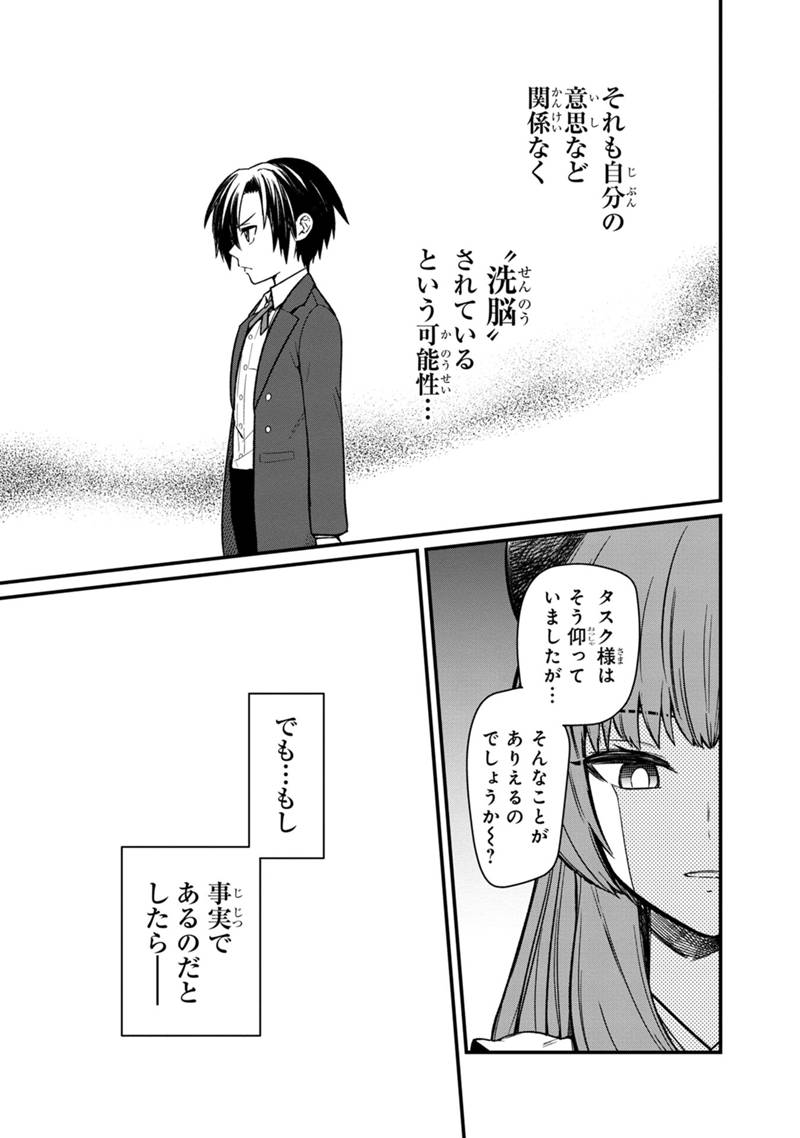 それも自分の
意思など
関係なく
〝洗脳〟
されている
という可能性…
タスク様は
そう仰って
いましたが…
そんなことが
ありえるの
でしょうか〜?
でも…もし
事実で
あるのだと
したら──